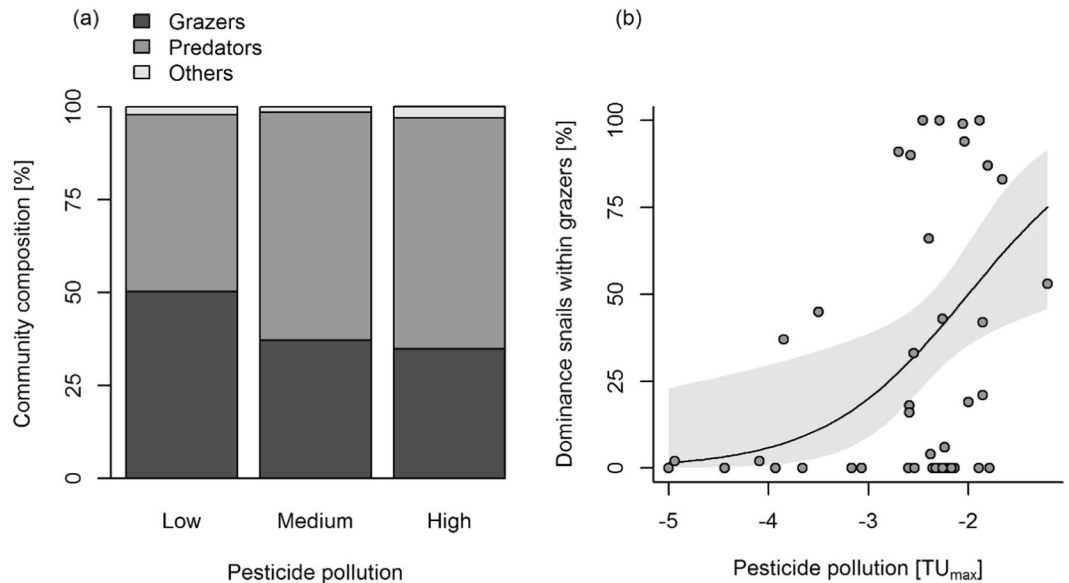 (a)
Grazers
Predators
Others
Community composition [%]
100
75
50
25
0
Low Medium High
Pesticide pollution
(b)
Dominance snails within grazers [%]
100
75
50
25
0
-5 -4 -3 -2
Pesticide pollution [TUmax]